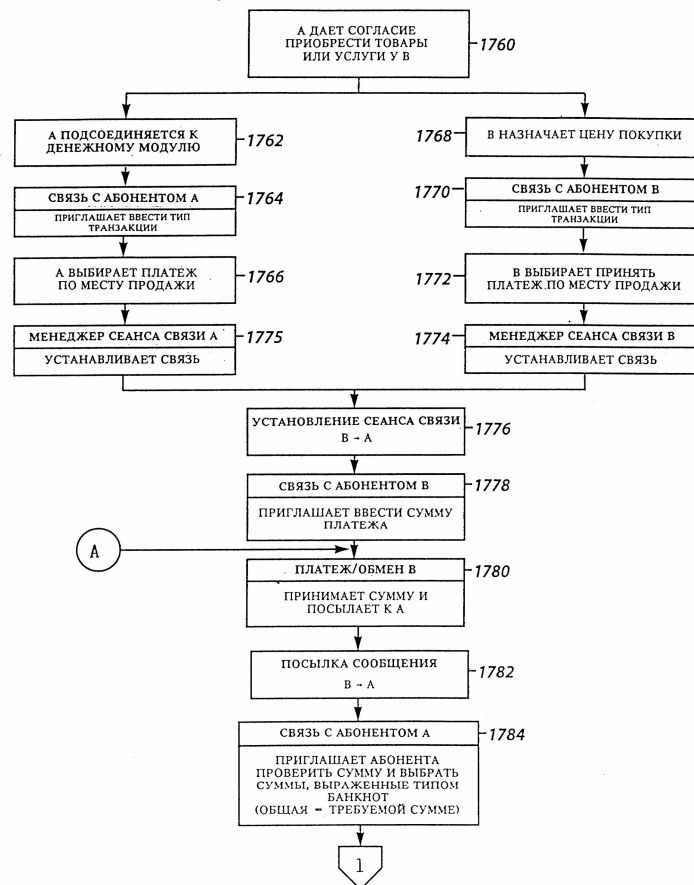 А ДАЕТ СОГЛАСИЕ
ПРИОБРЕСТИ ТОВАРЫ
ИЛИ УСЛУГИ У В
1760
А ПОДСОЕДИНЯЕТСЯ К
ДЕНЕЖНОМУ МОДУЛЮ
1762
1768
В НАЗНАЧАЕТ ЦЕНУ ПОКУПКИ
СВЯЗЬ С АБОНЕНТОМ А
1764
ПРИГЛАШАЕТ ВВЕСТИ ТИП
ТРАНЗАКЦИИ
1770
СВЯЗЬ С АБОНЕНТОМ В
ПРИГЛАШАЕТ ВВЕСТИ ТИП
ТРАНЗАКЦИИ
А ВЫБИРАЕТ ПЛАТЕЖ
ПО МЕСТУ ПРОДАЖИ
1766
1772
В ВЫБИРАЕТ ПРИНЯТЬ
ПЛАТЕЖ ПО МЕСТУ ПРОДАЖИ
МЕНЕДЖЕР СЕАНСА СВЯЗИ А
1775
УСТАНАВЛИВАЕТ СВЯЗЬ
1774
МЕНЕДЖЕР СЕАНСА СВЯЗИ В
УСТАНАВЛИВАЕТ СВЯЗЬ
УСТАНОВЛЕНИЕ СЕАНСА СВЯЗИ
В - А
1776
СВЯЗЬ С АБОНЕНТОМ В
1778
ПРИГЛАШАЕТ ВВЕСТИ СУММУ
ПЛАТЕЖА
А
ПЛАТЕЖ/ОБМЕН В
1780
ПРИНИМАЕТ СУММУ И
ПОСЫЛАЕТ К А
ПОСЫЛКА СООБЩЕНИЯ
В - А
1782
СВЯЗЬ С АБОНЕНТОМ А
1784
ПРИГЛАШАЕТ АБОНЕНТА
ПРОВЕРИТЬ СУММУ И ВЫБРАТЬ
СУММЫ, ВЫРАЖЕННЫЕ ТИПОМ
БАНКНОТ
(ОБЩАЯ = ТРЕБУЕМОЙ СУММЕ)
1